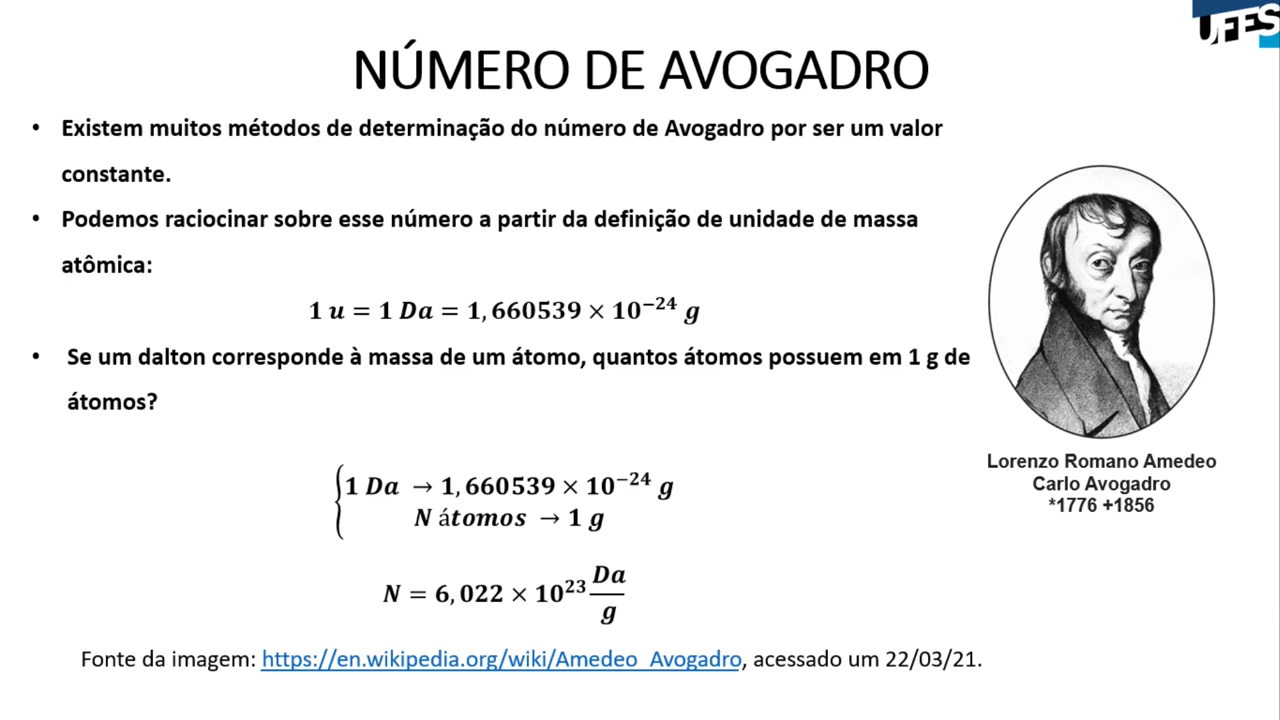 UFES
NÚMERO DE AVOGADRO
• Existem muitos métodos de determinação do número de Avogadro por ser um valor
constante.
• Podemos raciocinar sobre esse número a partir da definição de unidade de massa
atômica:
1 u = 1 Da = 1,660539 × 10⁻²⁴ g
• Se um dalton corresponde à massa de um átomo, quantos átomos possuem em 1 g de
átomos?
{1 Da → 1,660539 × 10⁻²⁴ g
N átomos → 1 g
N = 6,022 × 10²³ Da/g
Lorenzo Romano Amedeo
Carlo Avogadro
*1776 +1856
Fonte da imagem: https://en.wikipedia.org/wiki/Amedeo_Avogadro, acessado um 22/03/21.